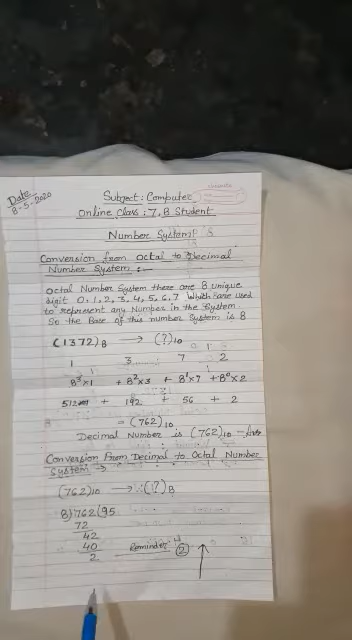 Date
8-5-2020
Subject: Computer
Online Class: 7, 8 Student
Number System
Conversion from Octal to Decimal
Number System :-
Octal Number System there are 8 unique
digit 0, 1, 2, 3, 4, 5, 6, 7 Which are used
to represent any Number in the System
So the Base of this number System is 8
(1372)8 → (?)10
1 3 7 2
8³×1 + 8²×3 + 8¹×7 + 8⁰×2
512 + 192 + 56 + 2
= (762)10
Decimal Number is (762)10 Ans
Conversion From Decimal to Octal Number
System →
(762)10 → (?)8
8)762(95
72
42
40 Reminder 2
2